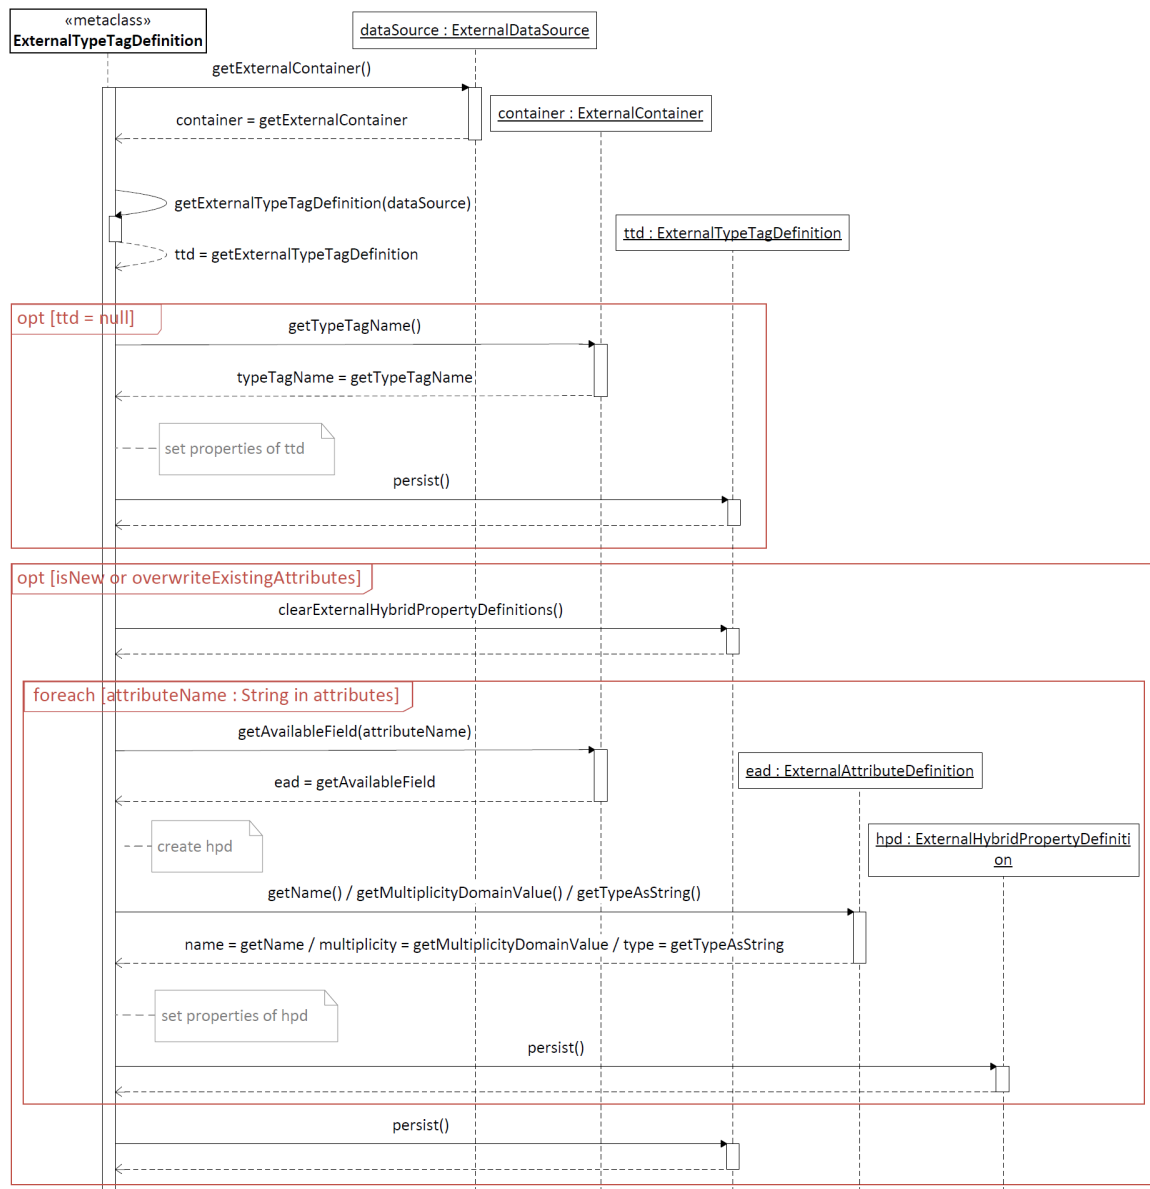 «metaclass»
ExternalTypeTagDefinition
dataSource : ExternalDataSource
getExternalContainer()
container : ExternalContainer
container = getExternalContainer
getExternalTypeTagDefinition(dataSource)
ttd : ExternalTypeTagDefinition
ttd = getExternalTypeTagDefinition
opt [ttd = null]
getTypeTagName()
typeTagName = getTypeTagName
set properties of ttd
persist()
opt [isNew or overwriteExistingAttributes]
clearExternalHybridPropertyDefinitions()
foreach [attributeName : String in attributes]
getAvailableField(attributeName)
ead : ExternalAttributeDefinition
ead = getAvailableField
hpd : ExternalHybridPropertyDefiniti
on
create hpd
getName() / getMultiplicityDomainValue() / getTypeAsString()
name = getName / multiplicity = getMultiplicityDomainValue / type = getTypeAsString
set properties of hpd
persist()
persist()